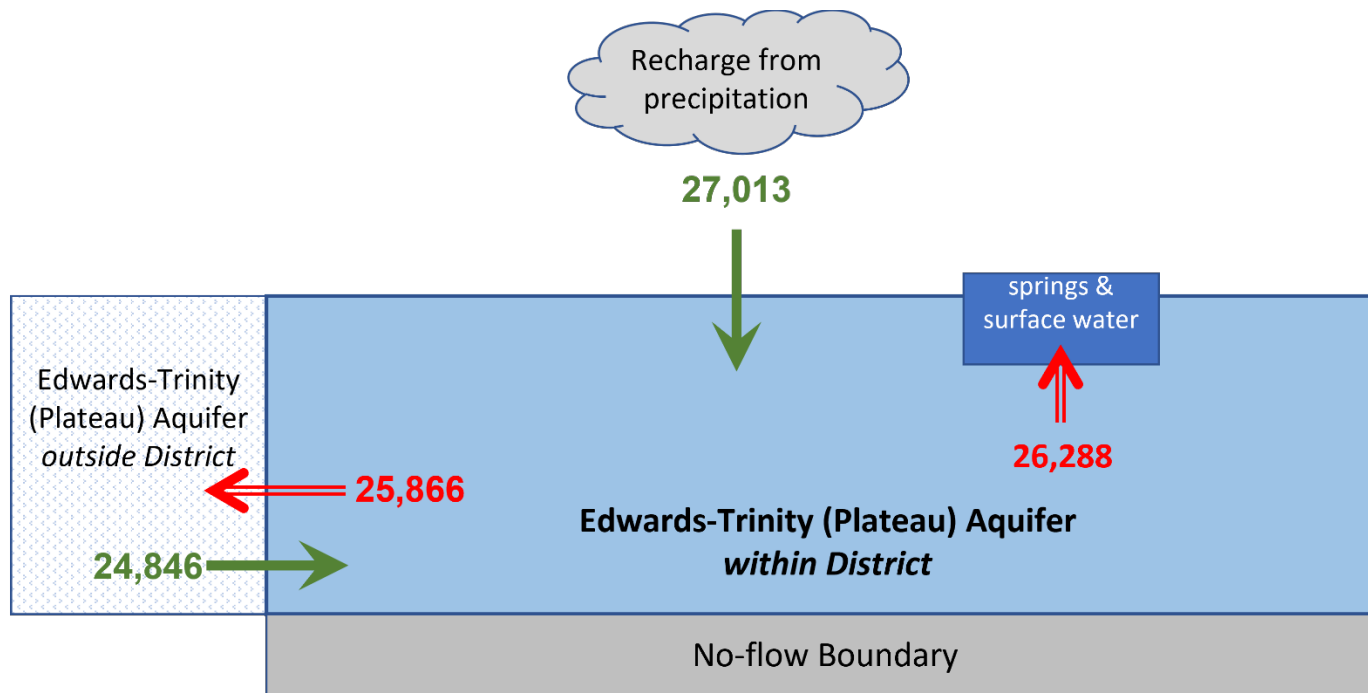 Recharge from
precipitation
27,013
springs &
surface water
Edwards-Trinity
(Plateau) Aquifer
outside District
26,288
25,866
Edwards-Trinity (Plateau) Aquifer
within District
24,846
No-flow Boundary